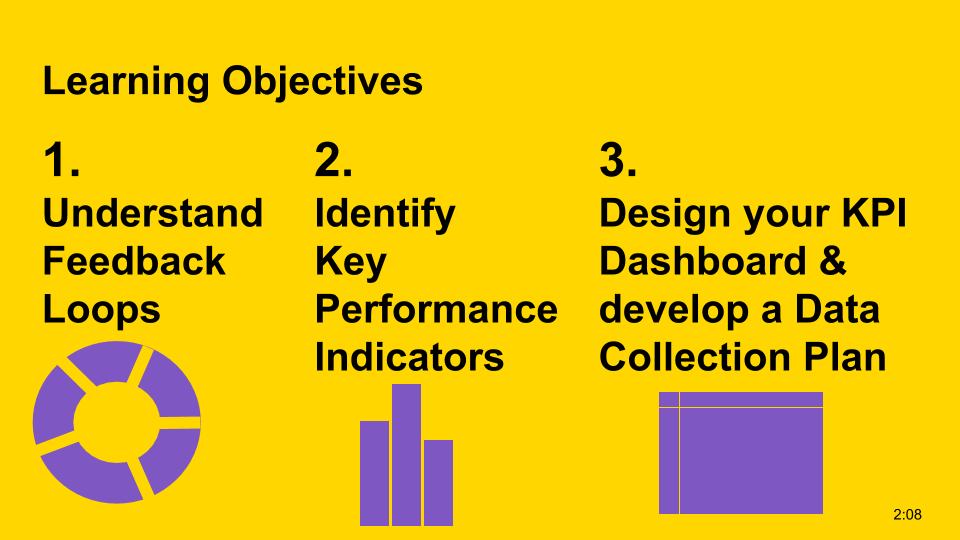 Learning Objectives
1.
Understand
Feedback
Loops
2.
Identify
Key
Performance
Indicators
3.
Design your KPI
Dashboard &
develop a Data
Collection Plan
2:08